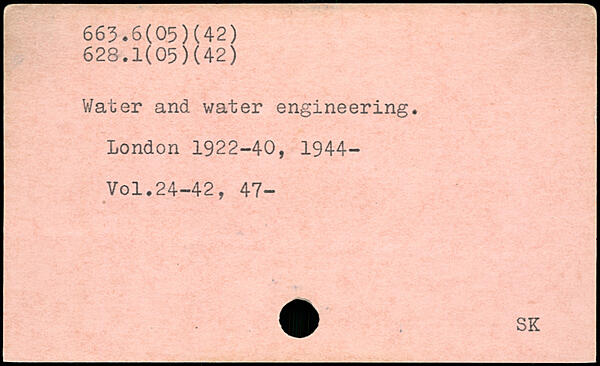 663.6(05)(42)
628.1(05)(42)
Water and water engineering.
London 1922-40, 1944-
Vol.24-42, 47-
SK